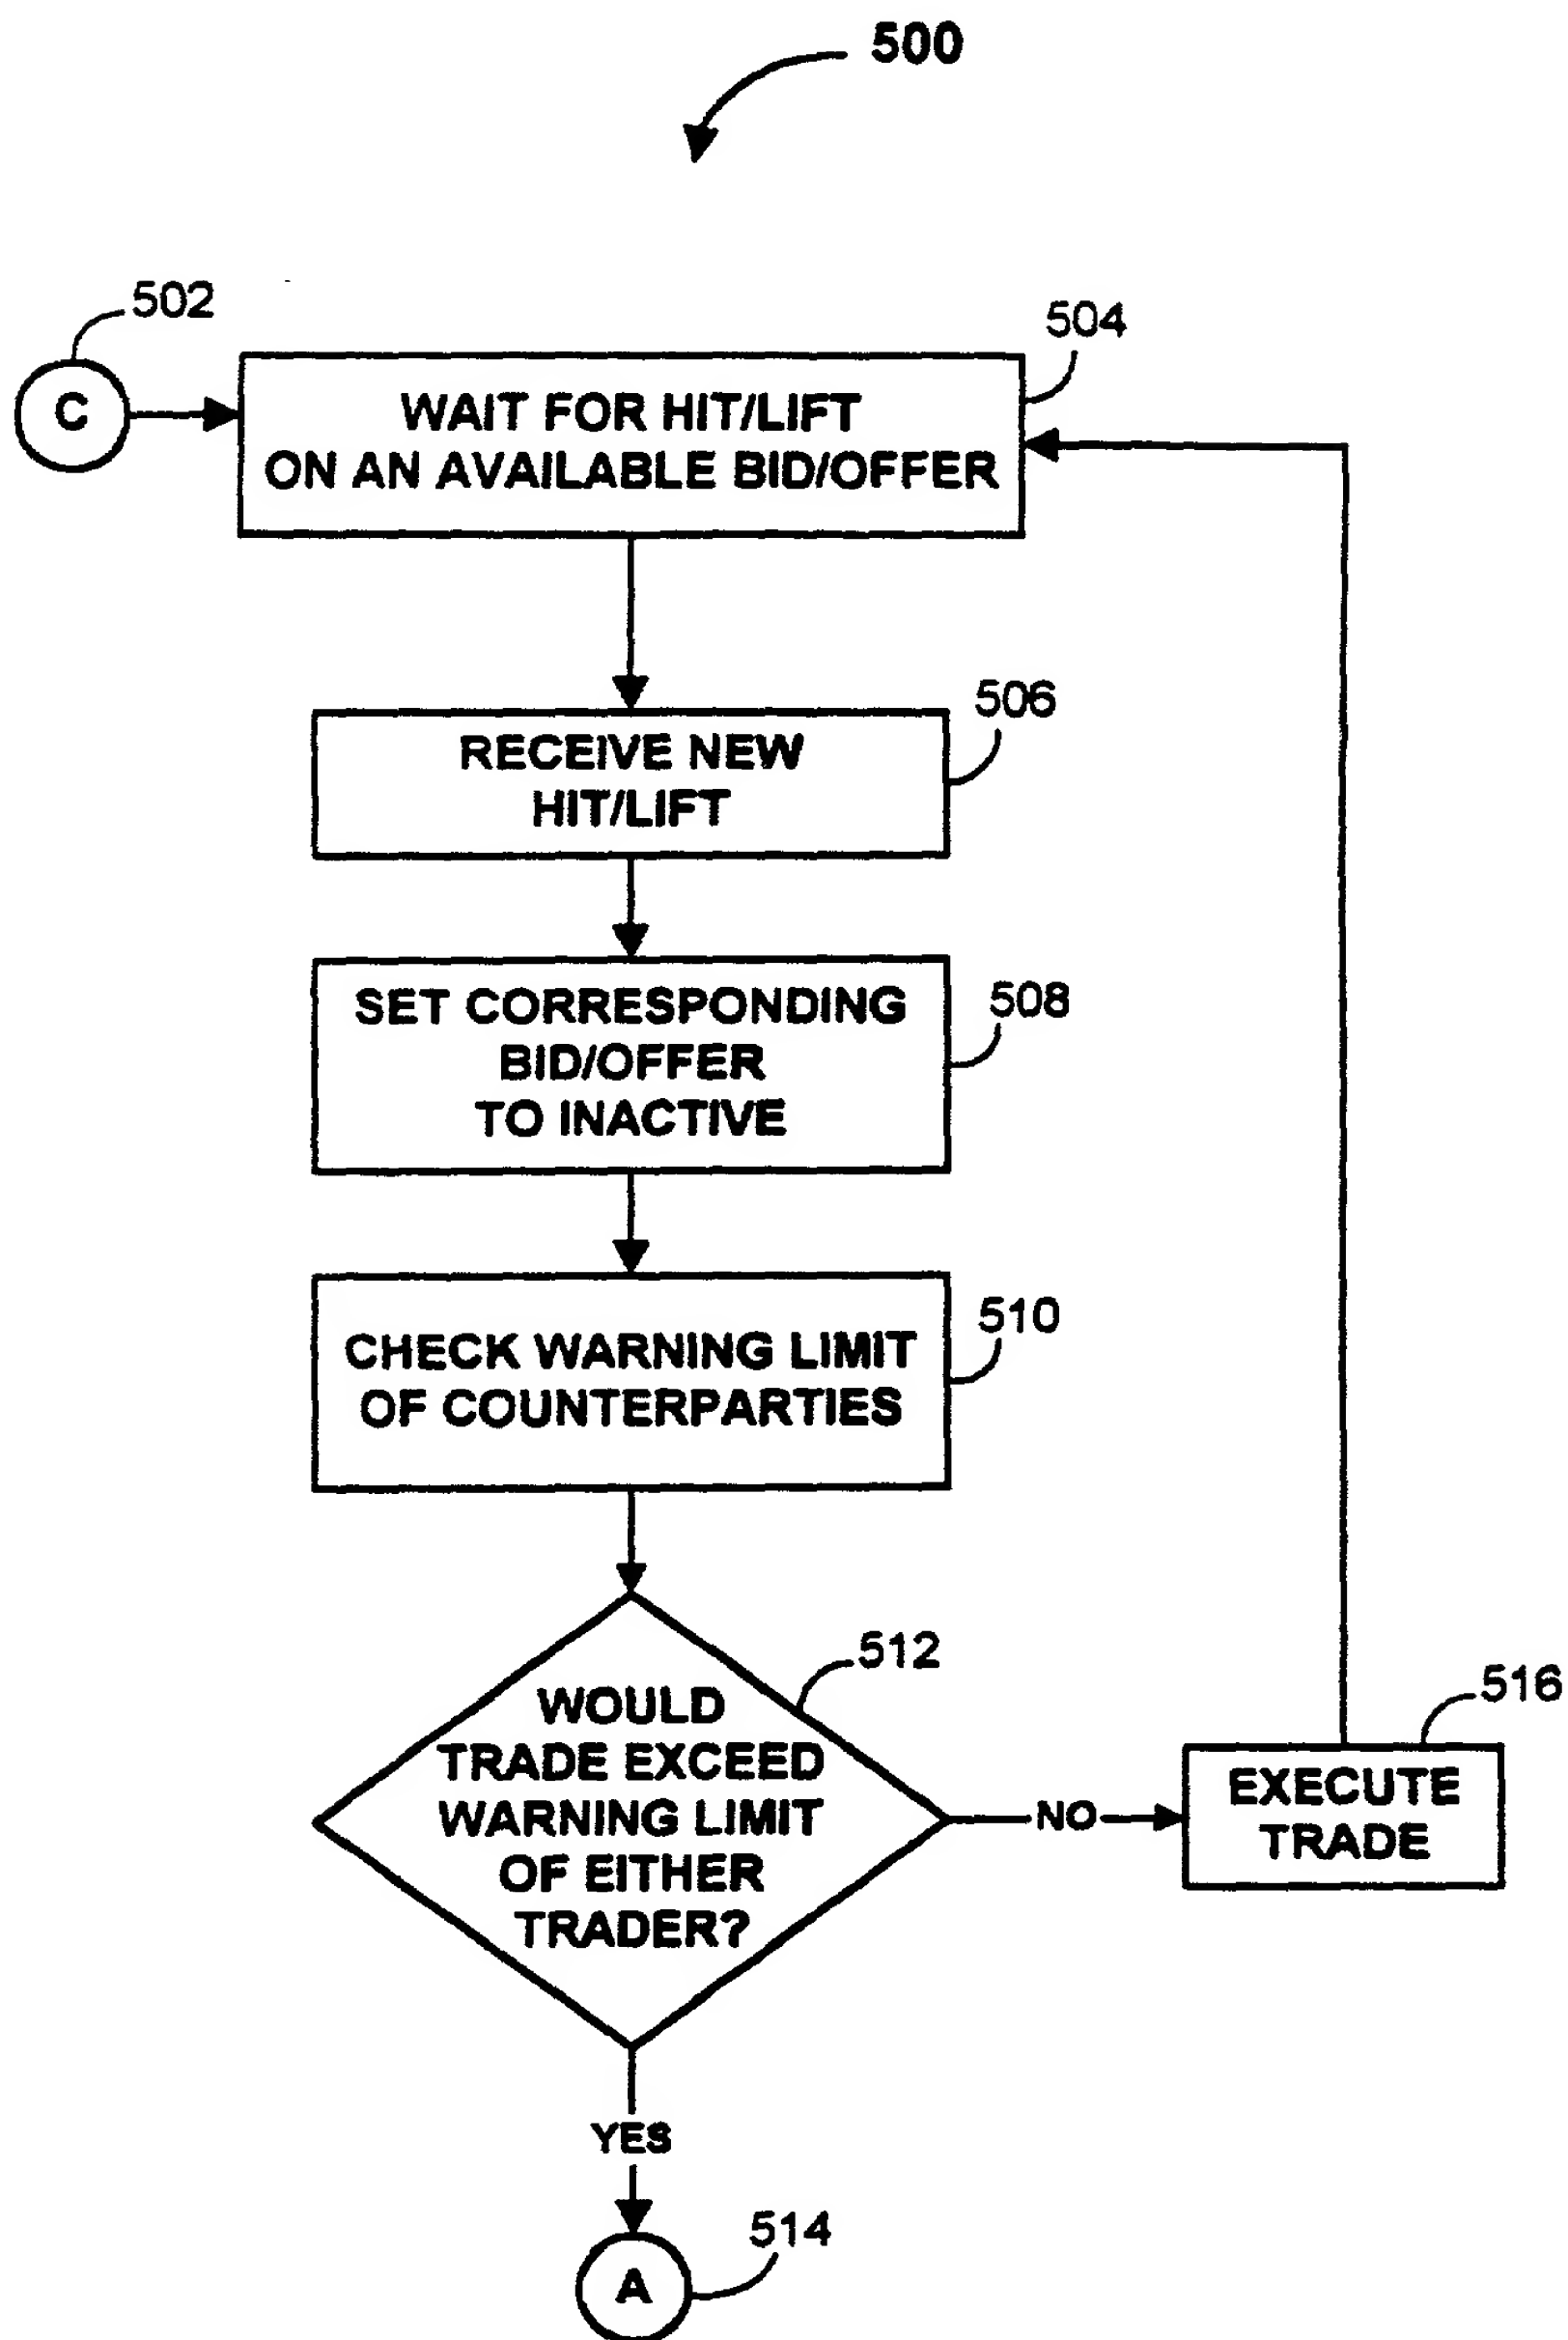 500
502
C
504
WAIT FOR HIT/LIFT
ON AN AVAILABLE BID/OFFER
506
RECEIVE NEW
HIT/LIFT
508
SET CORRESPONDING
BID/OFFER
TO INACTIVE
510
CHECK WARNING LIMIT
OF COUNTERPARTIES
512
WOULD
TRADE EXCEED
WARNING LIMIT
OF EITHER
TRADER?
NO
516
EXECUTE
TRADE
YES
514
A